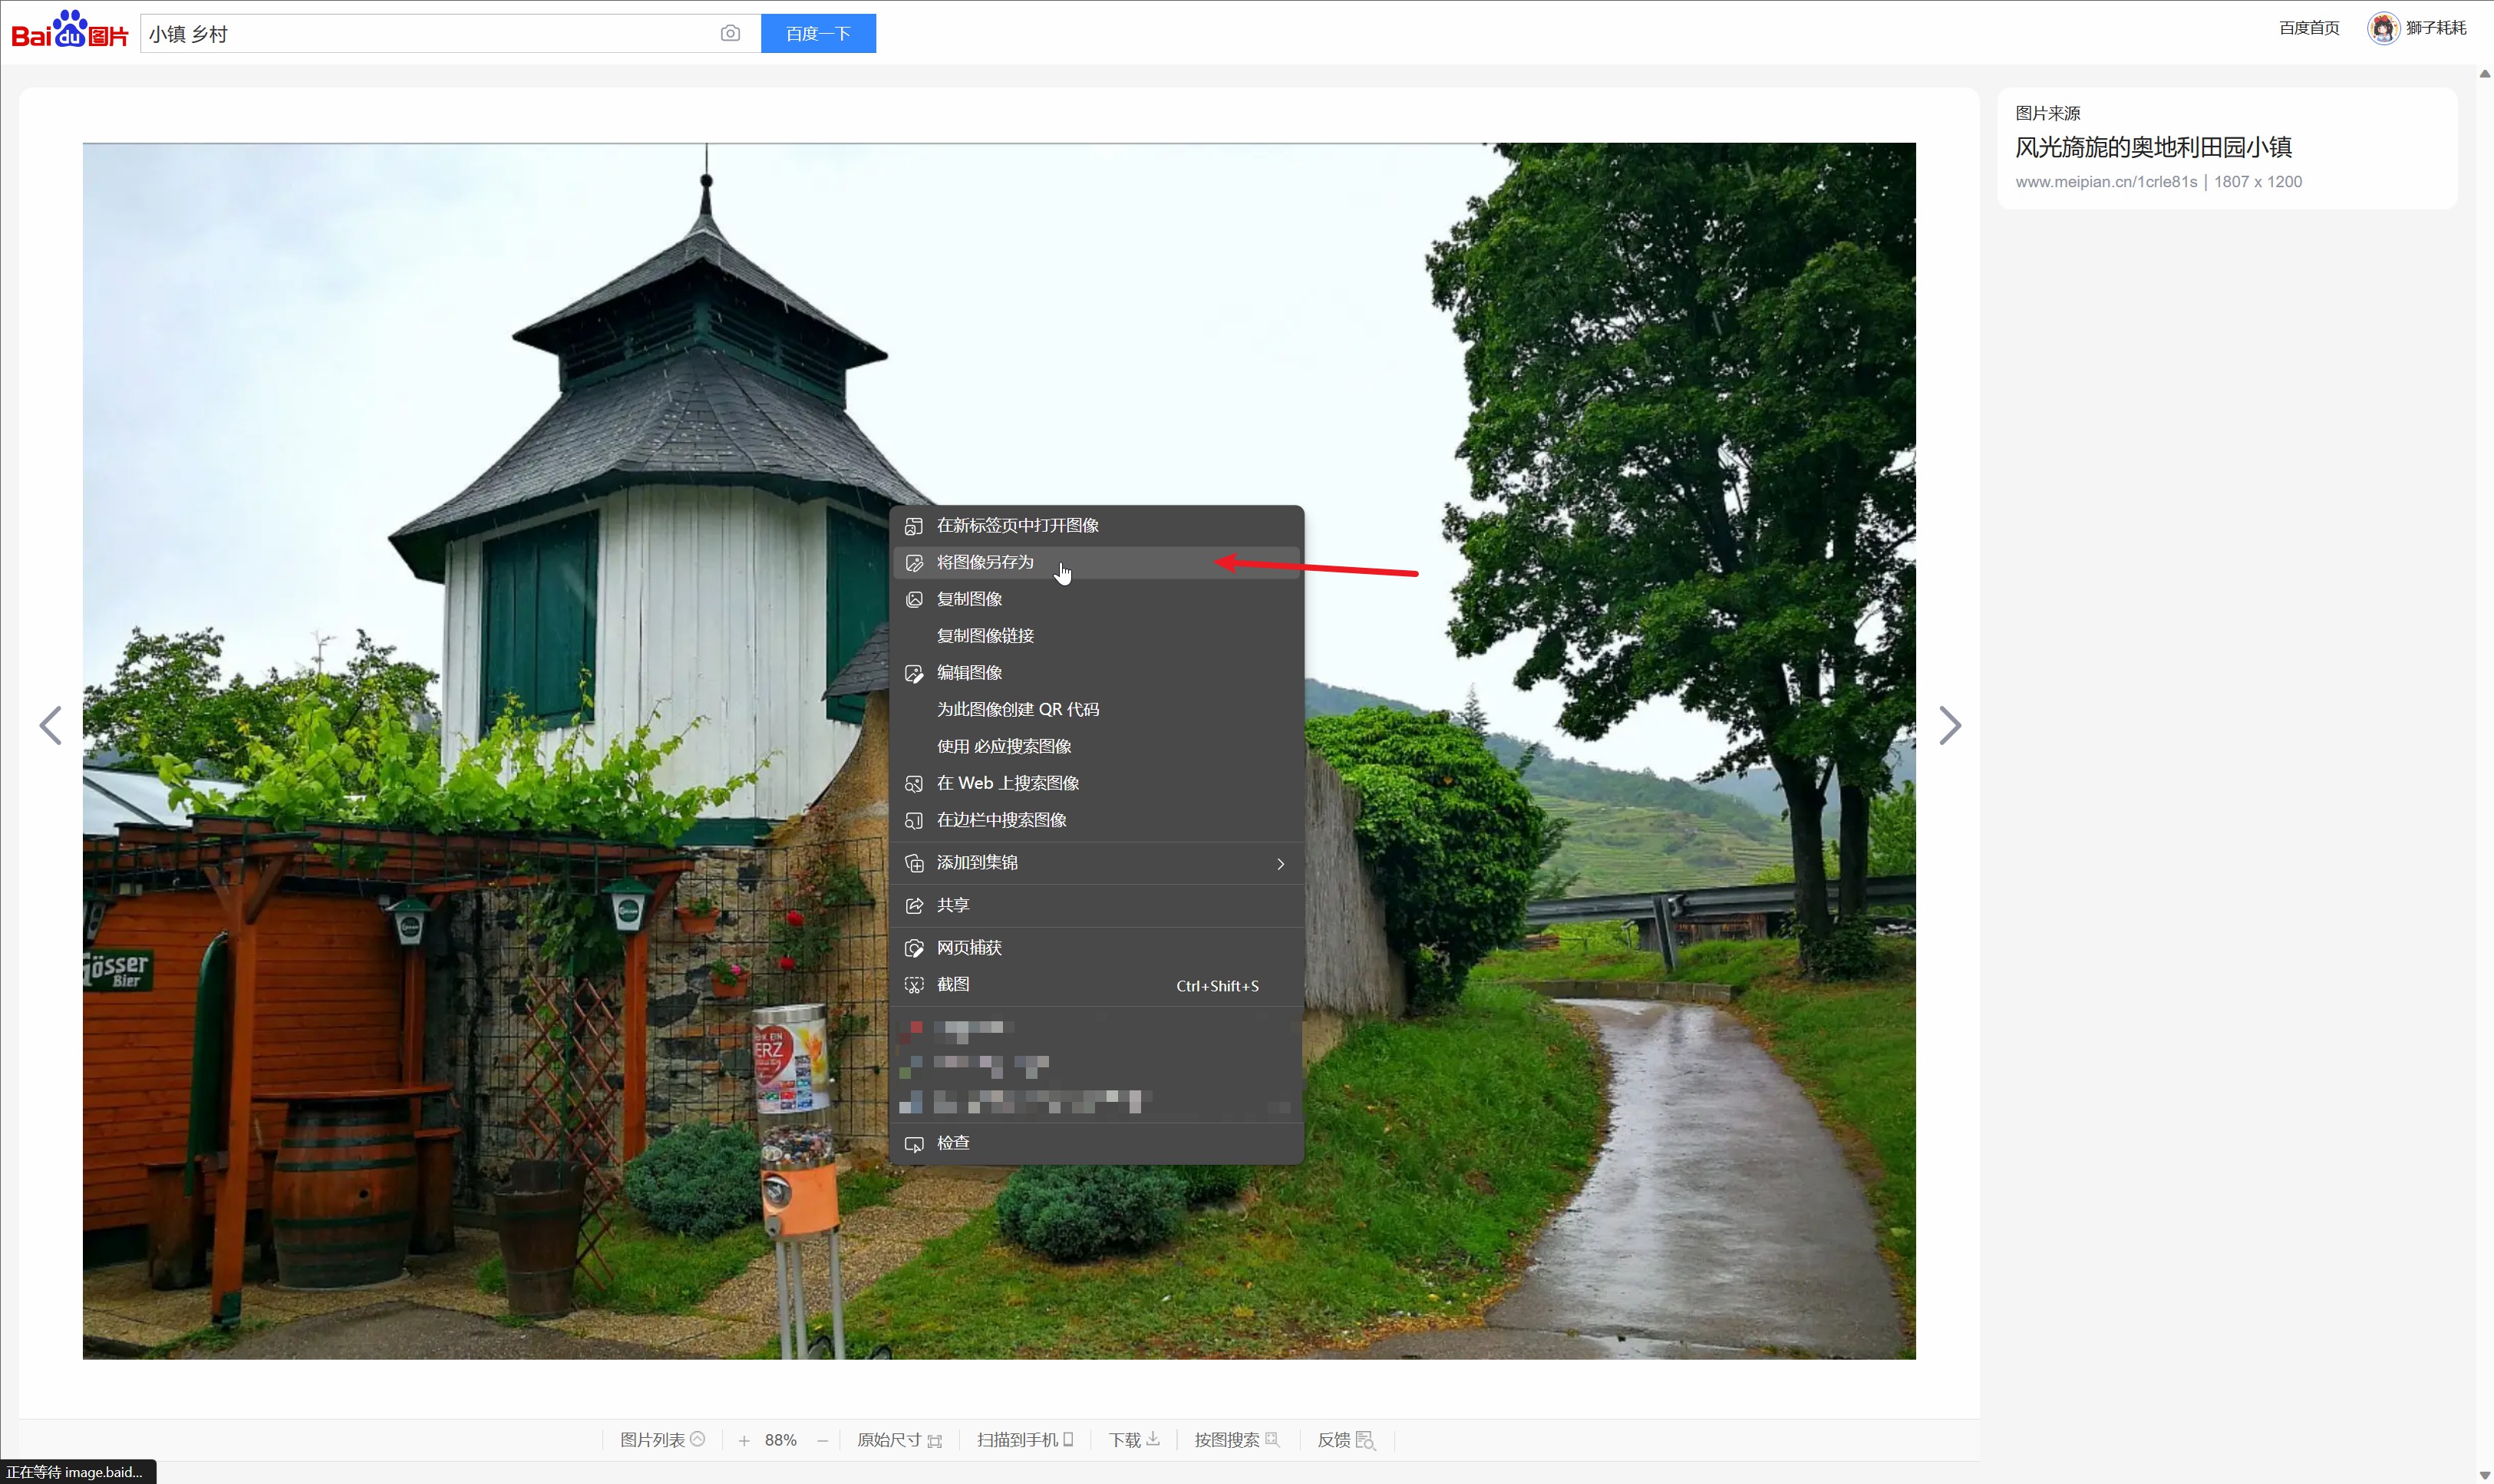 Bai du 图片
小镇 乡村
百度一下
百度首页
狮子耗耗
图片来源
风光旖旎的奥地利田园小镇
www.meipian.cn/1crle81s | 1807 x 1200
在新标签页中打开图像
将图像另存为
复制图像
复制图像链接
编辑图像
为此图像创建 QR 代码
使用 必应搜索图像
在 Web 上搜索图像
在边栏中搜索图像
添加到集锦
共享
网页捕获
截图 Ctrl+Shift+S
检查
Gösser
Bier
EIN
ERZ
图片列表
88%
原始尺寸
扫描到手机
下载
按图搜索
反馈
正在等待 image.baid...